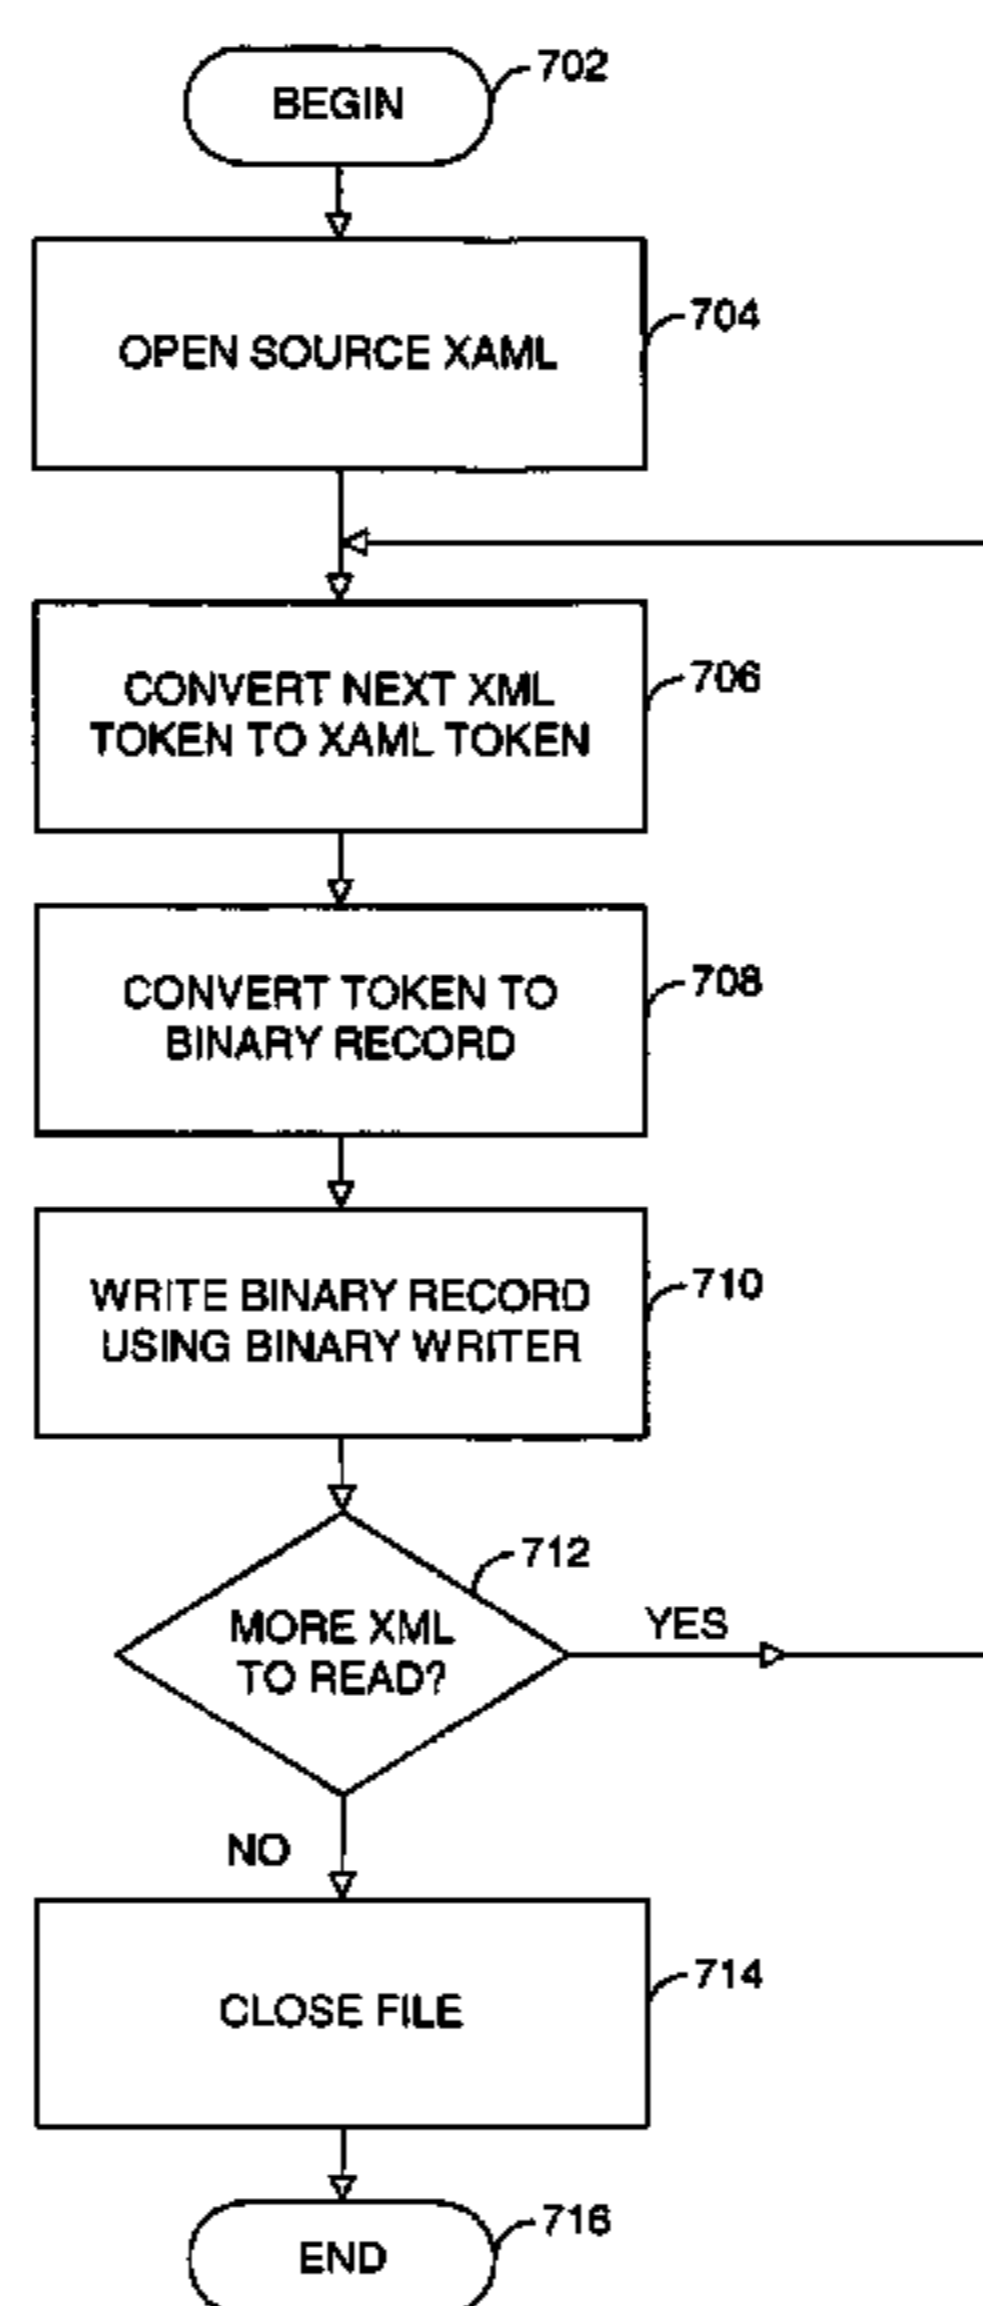 BEGIN
702
OPEN SOURCE XAML
704
CONVERT NEXT XML
TOKEN TO XAML TOKEN
706
CONVERT TOKEN TO
BINARY RECORD
708
WRITE BINARY RECORD
USING BINARY WRITER
710
712
MORE XML
TO READ?
YES
NO
CLOSE FILE
714
END
716